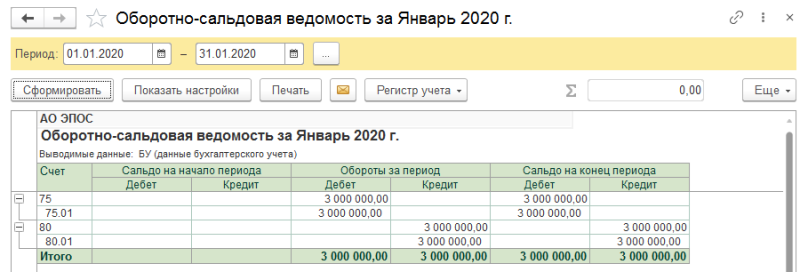 Оборотно-сальдовая ведомость за Январь 2020 г.
Период: 01.01.2020 – 31.01.2020 ...
Сформировать Показать настройки Печать Регистр учета Σ 0,00 Еще
АО ЭПОС
Оборотно-сальдовая ведомость за Январь 2020 г.
Выводимые данные: БУ (данные бухгалтерского учета)
Счет Сальдо на начало периода Обороты за период Сальдо на конец периода
Дебет Кредит Дебет Кредит Дебет Кредит
75 3 000 000,00 3 000 000,00
75.01 3 000 000,00 3 000 000,00
80 3 000 000,00 3 000 000,00
80.01 3 000 000,00 3 000 000,00
Итого 3 000 000,00 3 000 000,00 3 000 000,00 3 000 000,00